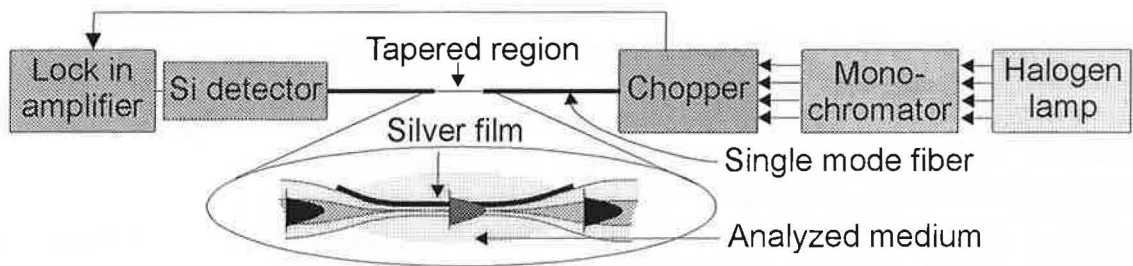 Tapered region
Lock in
amplifier
Si detector
Chopper
Mono-
chromator
Halogen
lamp
Silver film
Single mode fiber
Analyzed medium